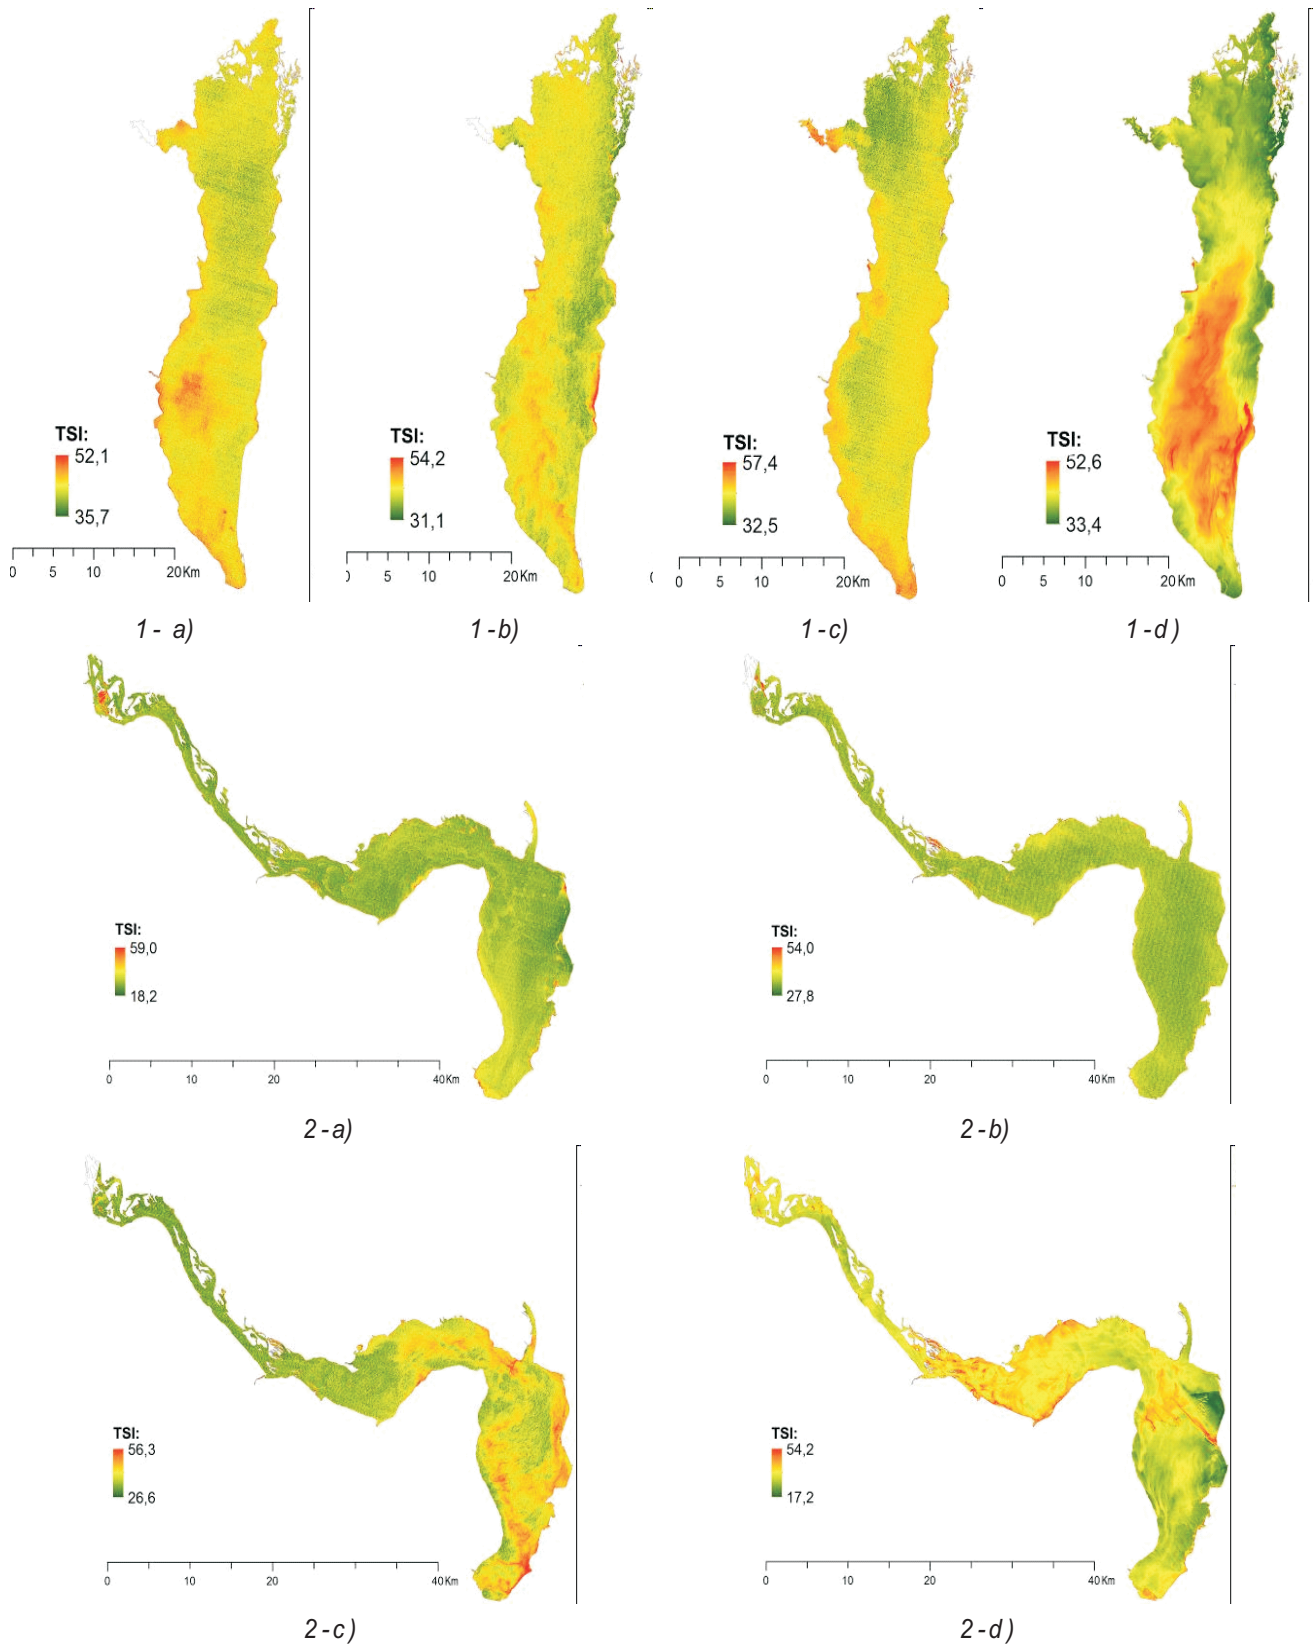 TSI:
52,1
35,7
0 5 10 20Km
1- a)
TSI:
54,2
31,1
0 5 10 20Km
1-b)
TSI:
57,4
32,5
0 5 10 20Km
1-c)
TSI:
52,6
33,4
0 5 10 20Km
1-d)
TSI:
59,0
18,2
0 10 20 40Km
2-a)
TSI:
54,0
27,8
0 10 20 40Km
2-b)
TSI:
56,3
26,6
0 10 20 40Km
2-c)
TSI:
54,2
17,2
0 10 20 40Km
2-d)